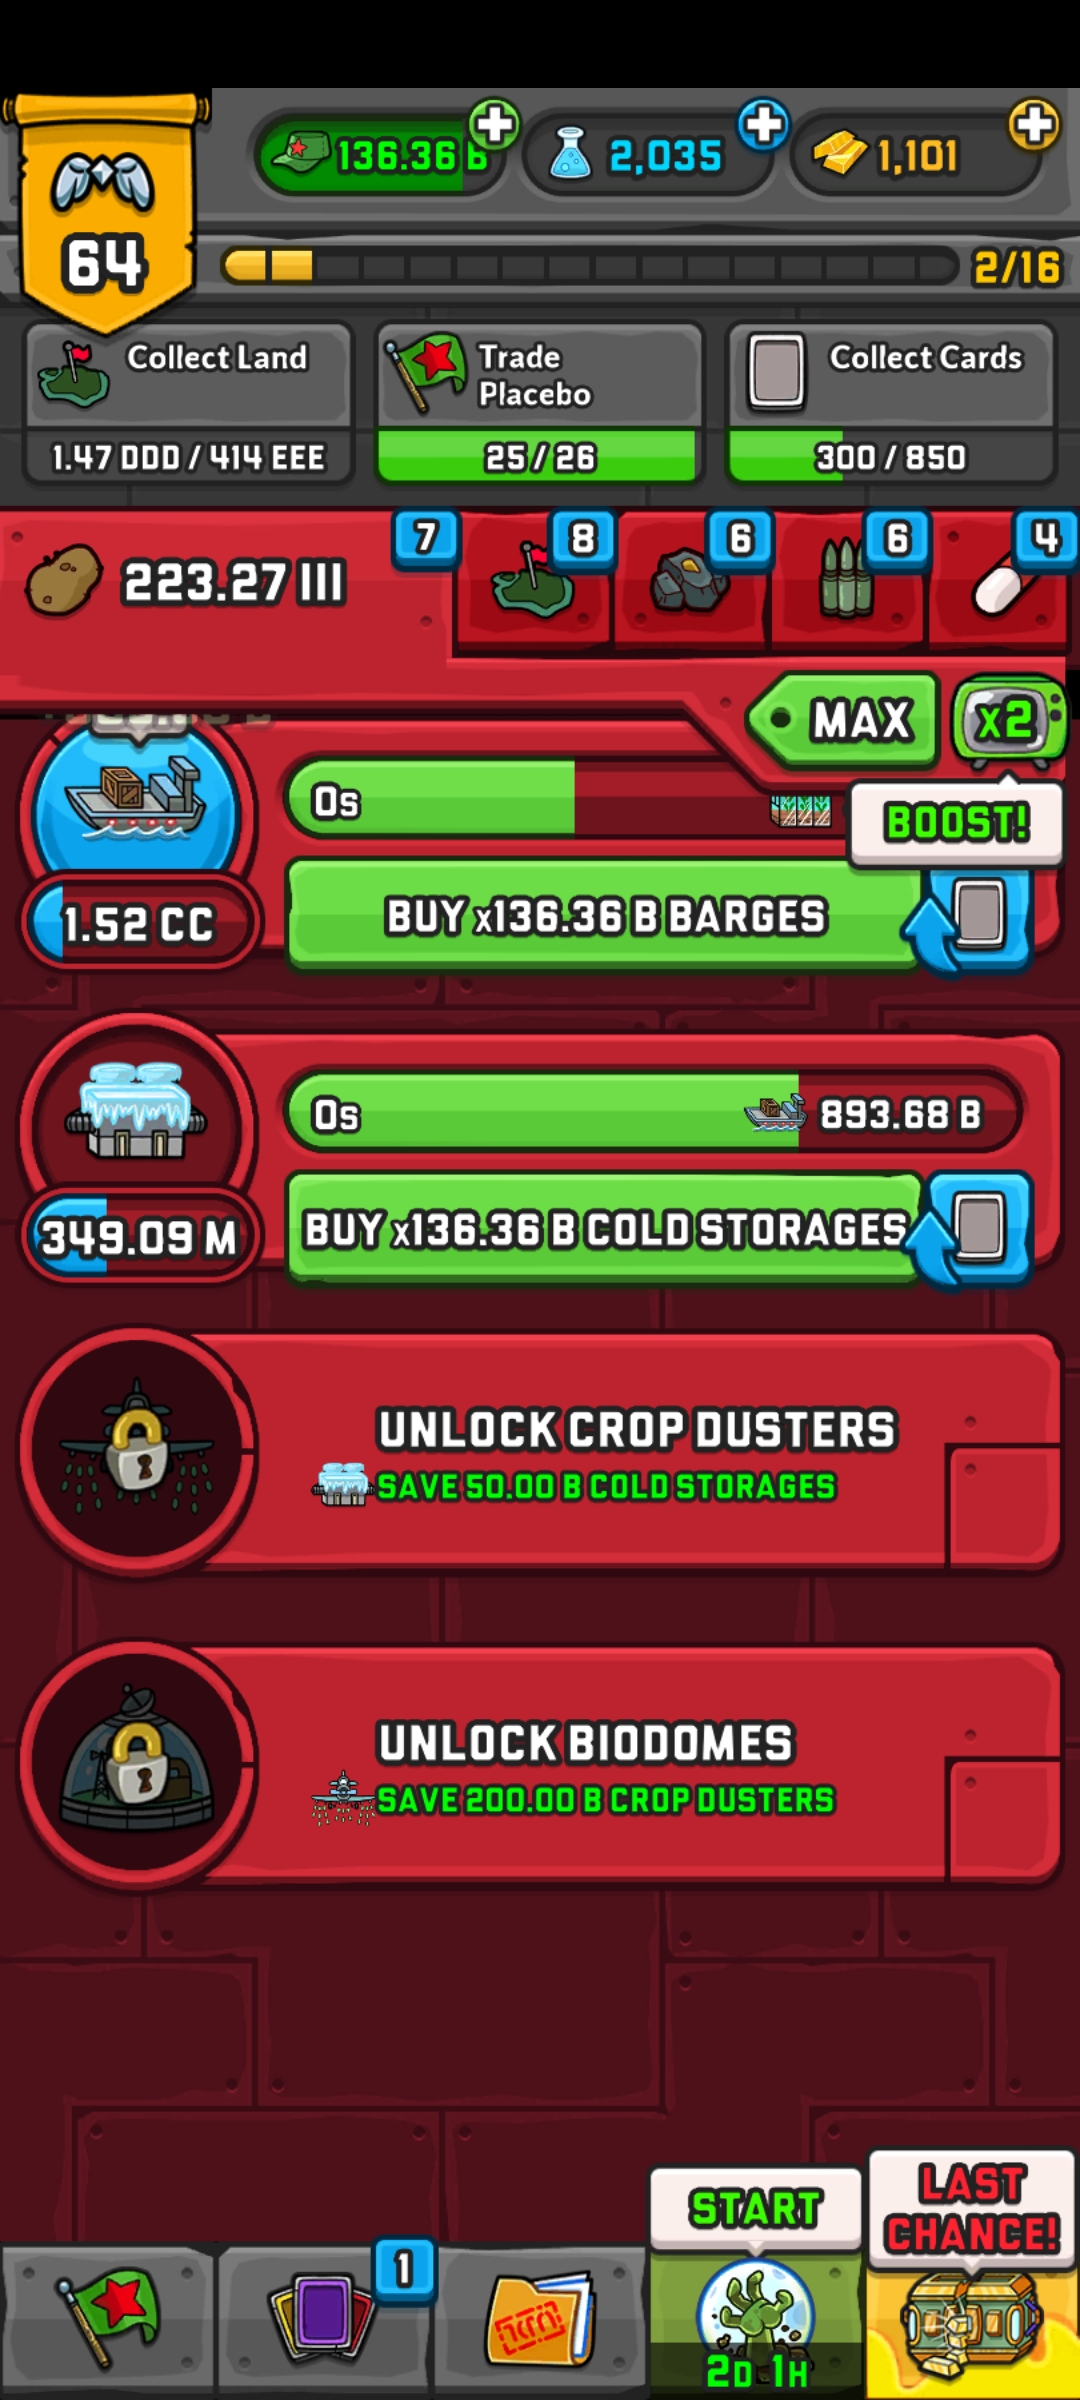 136.36 B
2,035
1,101
64
2/16
Collect Land
1.47 DDD / 414 EEE
Trade
Placebo
25 / 26
Collect Cards
300 / 850
223.27 III
7
8
6
6
4
MAX
x2
BOOST!
0s
1.52 CC
BUY x136.36 B BARGES
0s
893.68 B
349.09 M
BUY x136.36 B COLD STORAGES
UNLOCK CROP DUSTERS
SAVE 50.00 B COLD STORAGES
UNLOCK BIODOMES
SAVE 200.00 B CROP DUSTERS
1
START
2D 1H
LAST
CHANCE!